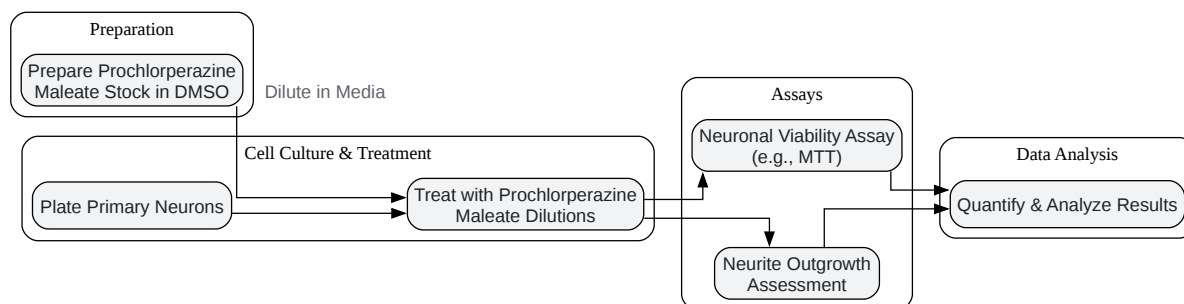 Preparation
Prepare Prochlorperazine
Maleate Stock in DMSO
Dilute in Media
Cell Culture & Treatment
Plate Primary Neurons
Treat with Prochlorperazine
Maleate Dilutions
Assays
Neuronal Viability Assay
(e.g., MTT)
Neurite Outgrowth
Assessment
Data Analysis
Quantify & Analyze Results